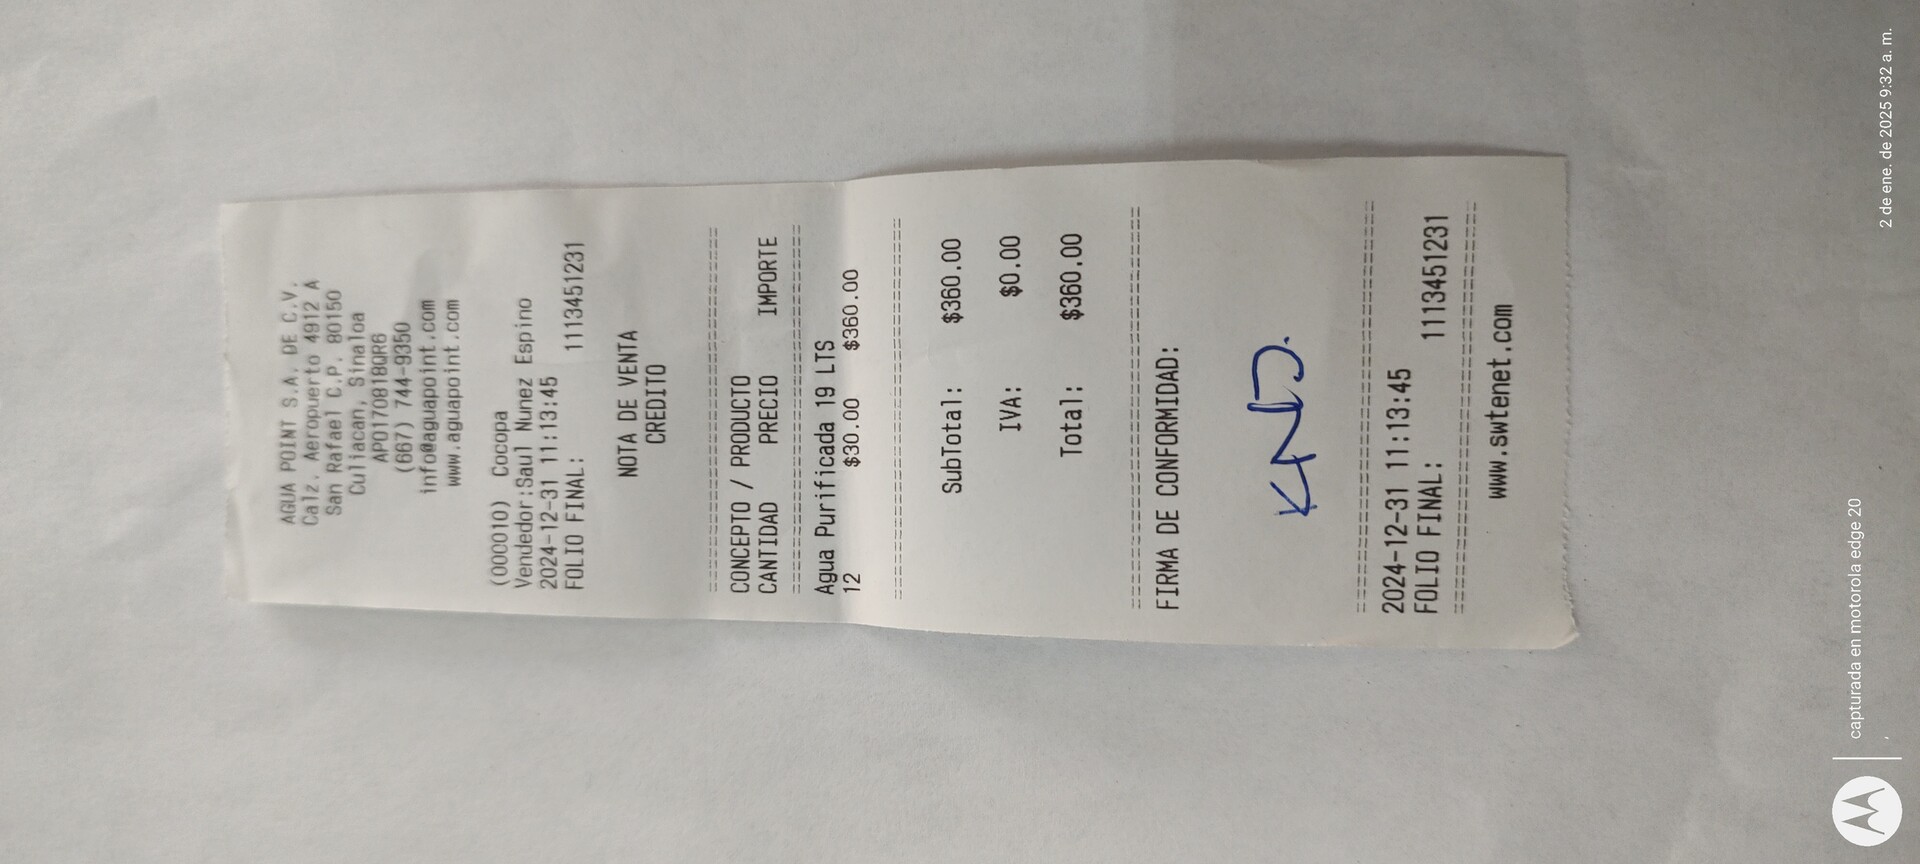 AGUA POINT S.A. DE C.V.
Calz. Aeropuerto 4912 A
San Rafael C.P. 80150
Culiacan, Sinaloa
APO170818QR6
(667) 744-9350
info@aguapoint.com
www.aguapoint.com
(000010) Cocopa
Vendedor:Saul Nunez Espino
2024-12-31 11:13:45
FOLIO FINAL: 1113451231
NOTA DE VENTA
CREDITO
CONCEPTO / PRODUCTO
CANTIDAD PRECIO IMPORTE
Agua Purificada 19 LTS
12 $30.00 $360.00
SubTotal: $360.00
IVA: $0.00
Total: $360.00
FIRMA DE CONFORMIDAD:
2024-12-31 11:13:45
FOLIO FINAL: 1113451231
www.swtenet.com
capturada en motorola edge 20
2 de ene. de 2025 9:32 a. m.